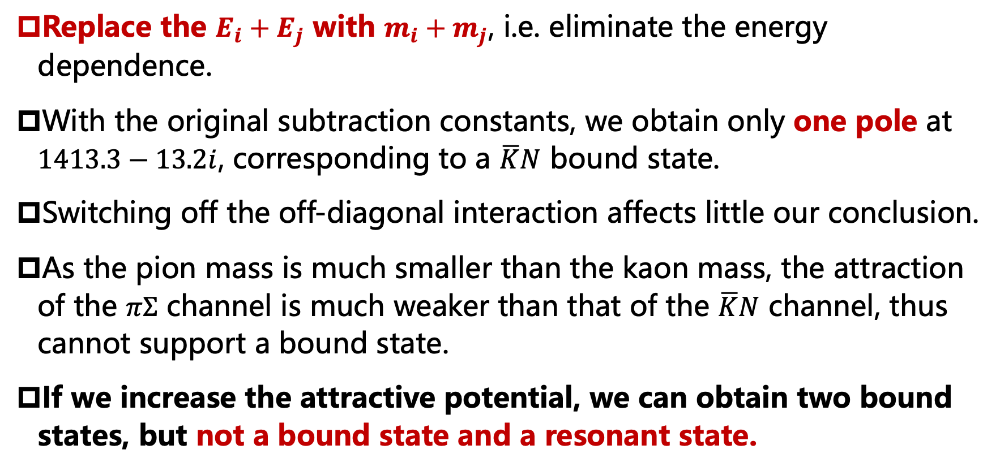 □Replace the E_i + E_j with m_i + m_j, i.e. eliminate the energy
dependence.
□With the original subtraction constants, we obtain only one pole at
1413.3 − 13.2i, corresponding to a K̅N bound state.
□Switching off the off-diagonal interaction affects little our conclusion.
□As the pion mass is much smaller than the kaon mass, the attraction
of the πΣ channel is much weaker than that of the K̅N channel, thus
cannot support a bound state.
□If we increase the attractive potential, we can obtain two bound
states, but not a bound state and a resonant state.